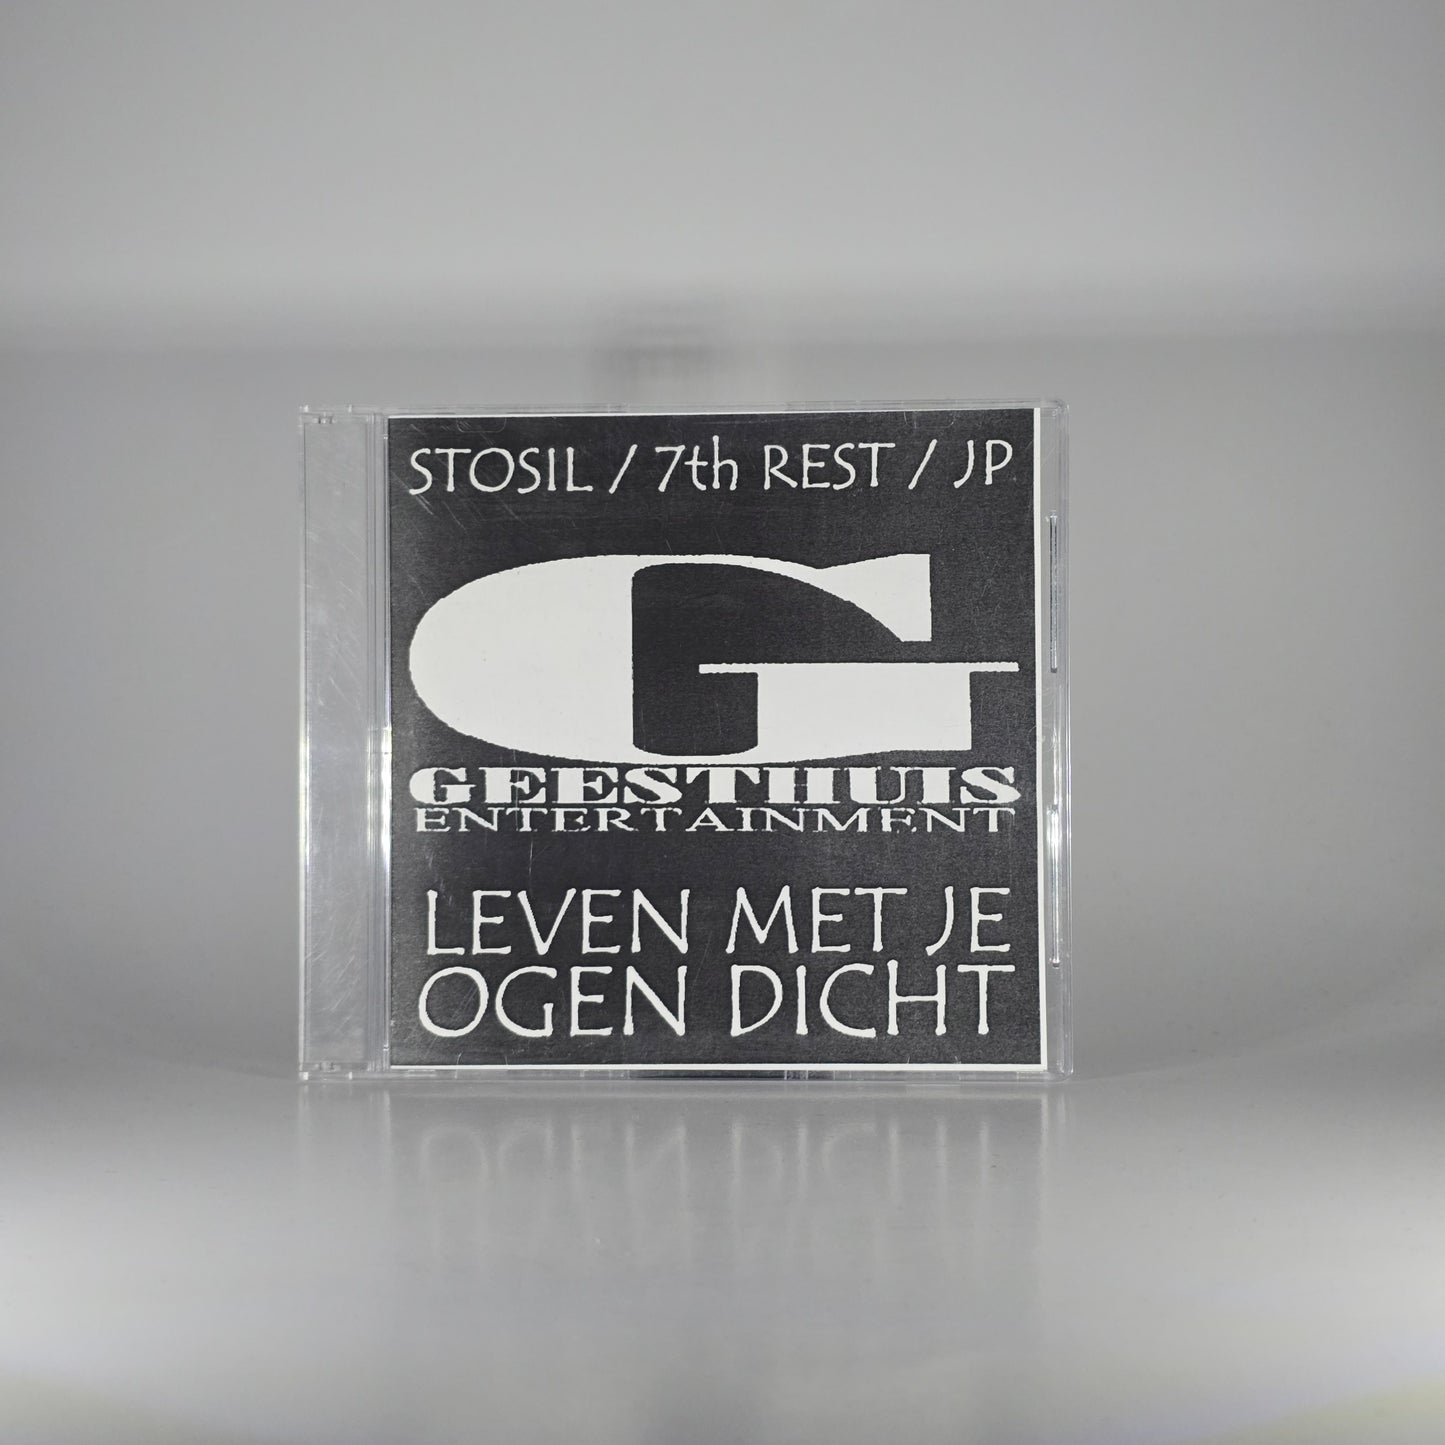 STOSIL / 7th REST / JP
G
GEESTHUIS
ENTERTAINMENT
LEVEN MET JE
OGEN DICHT